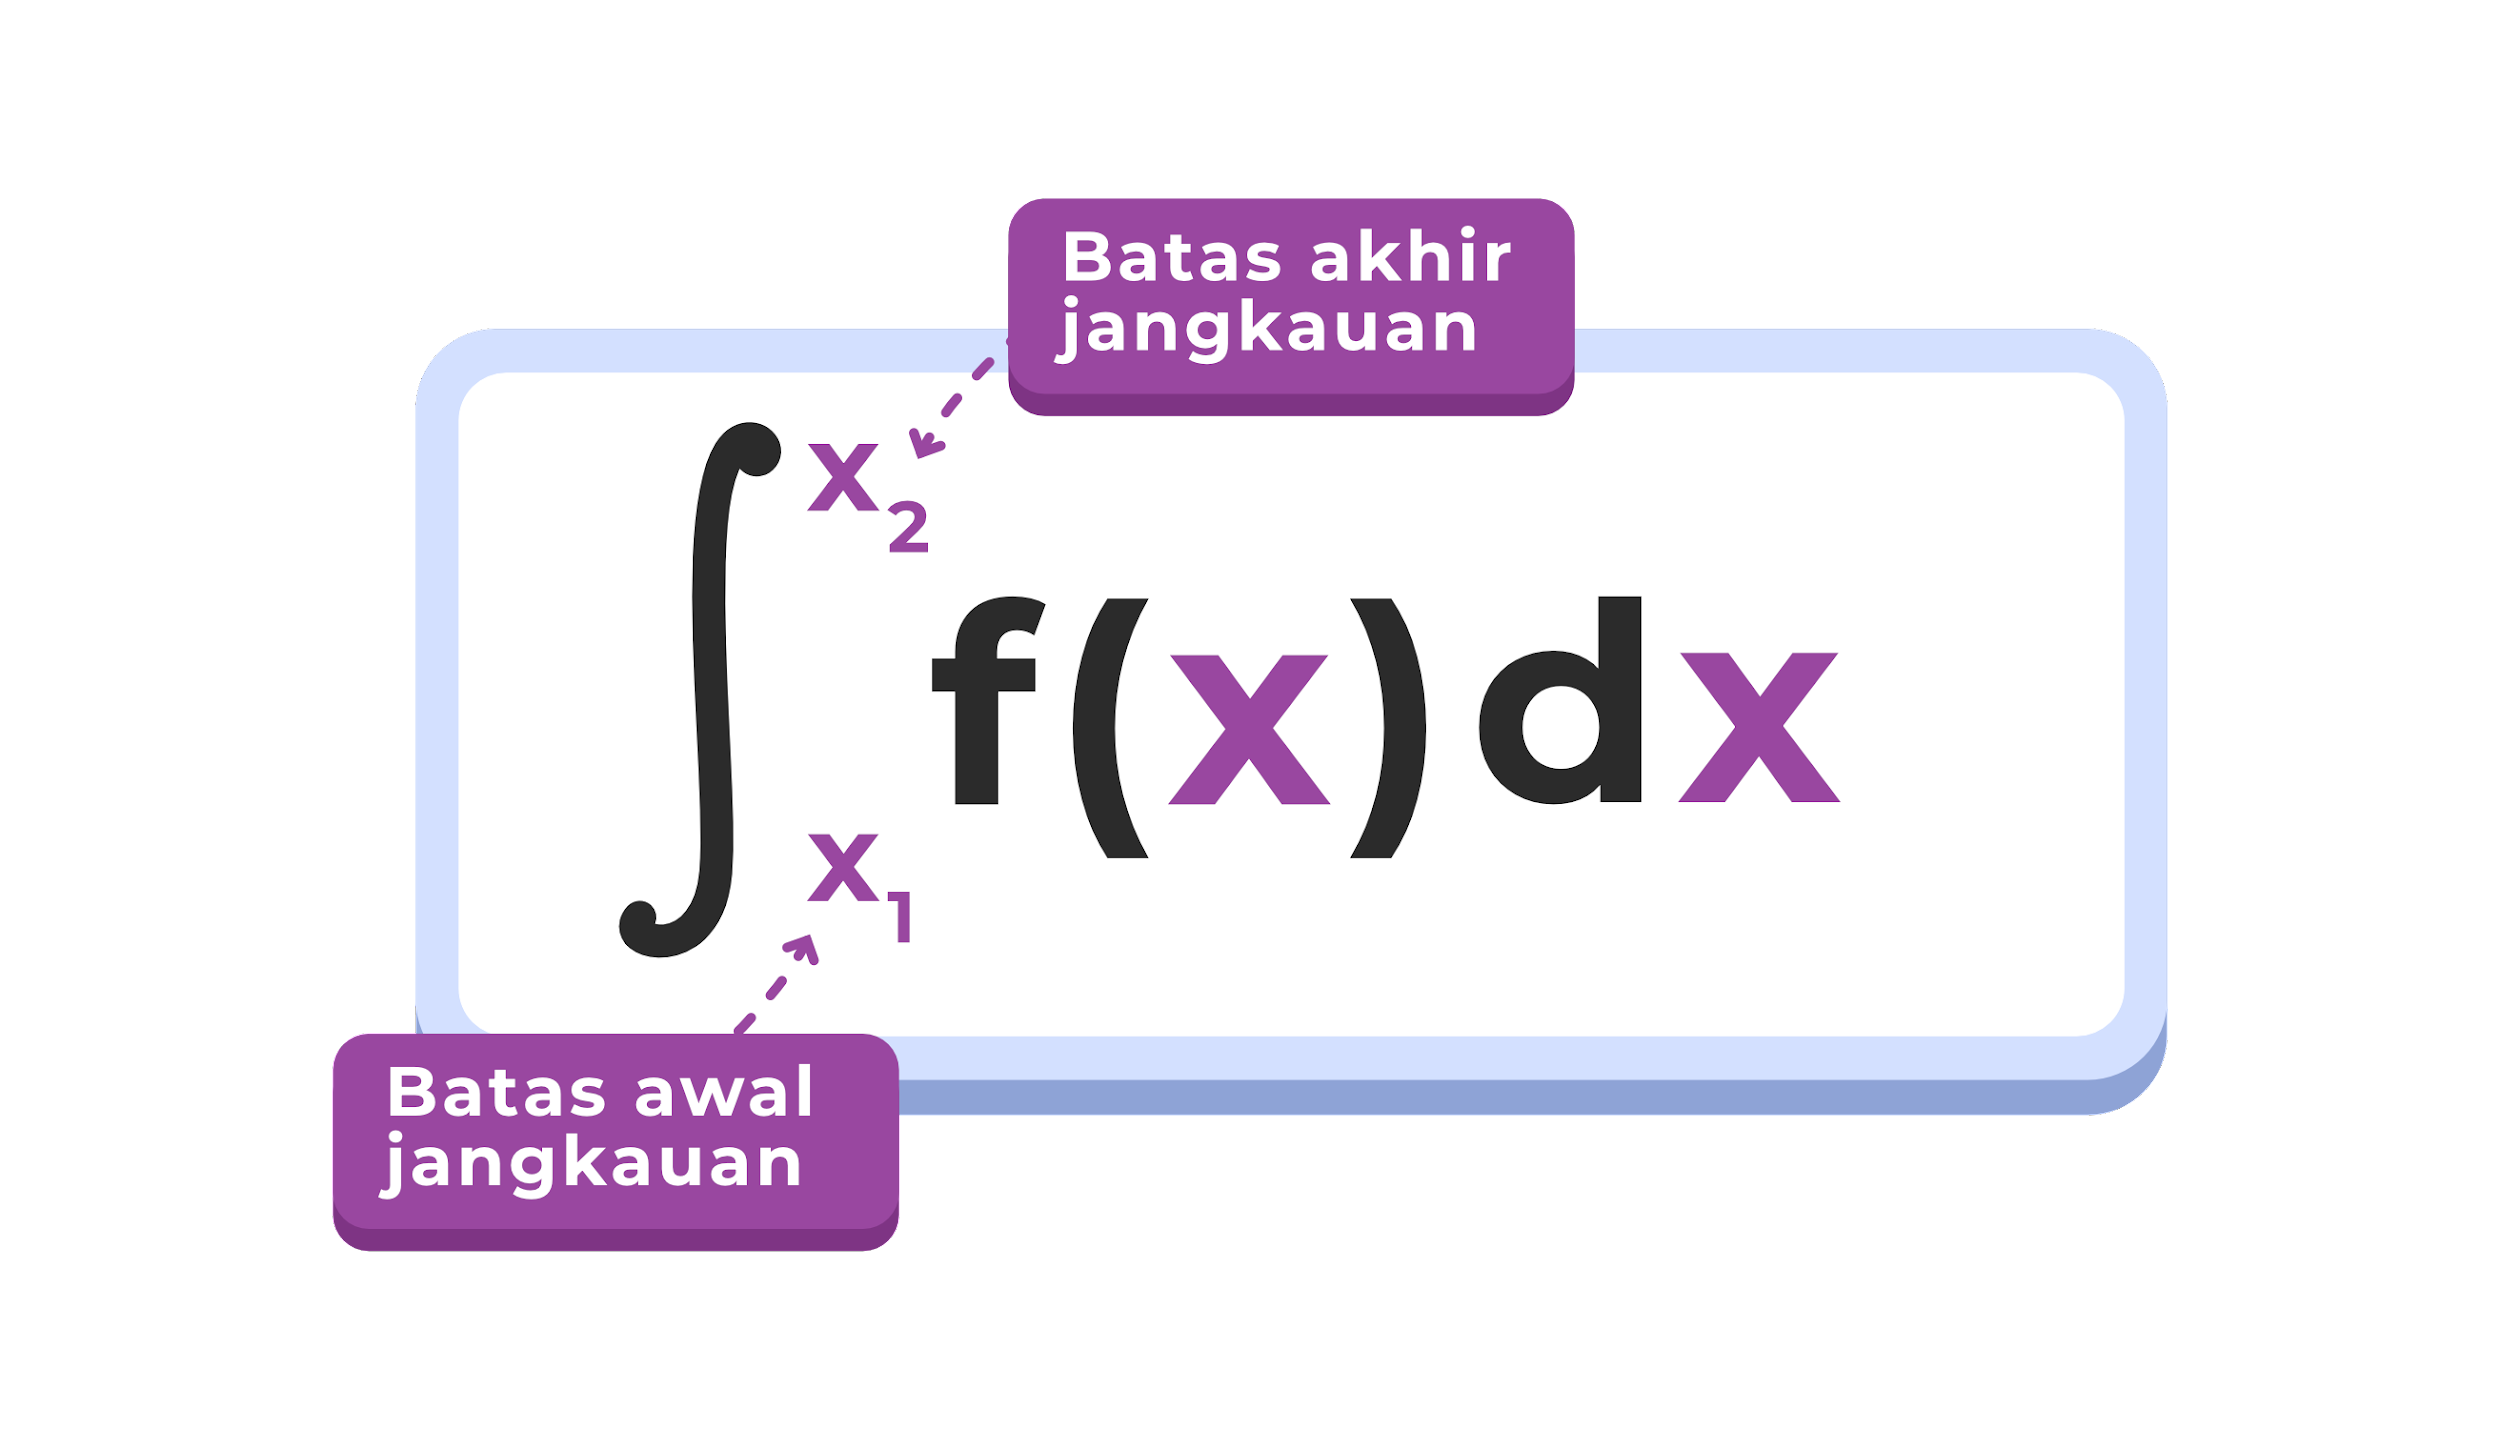 Batas akhir
jangkauan
∫ x₂
f(x)dx
x₁
Batas awal
jangkauan